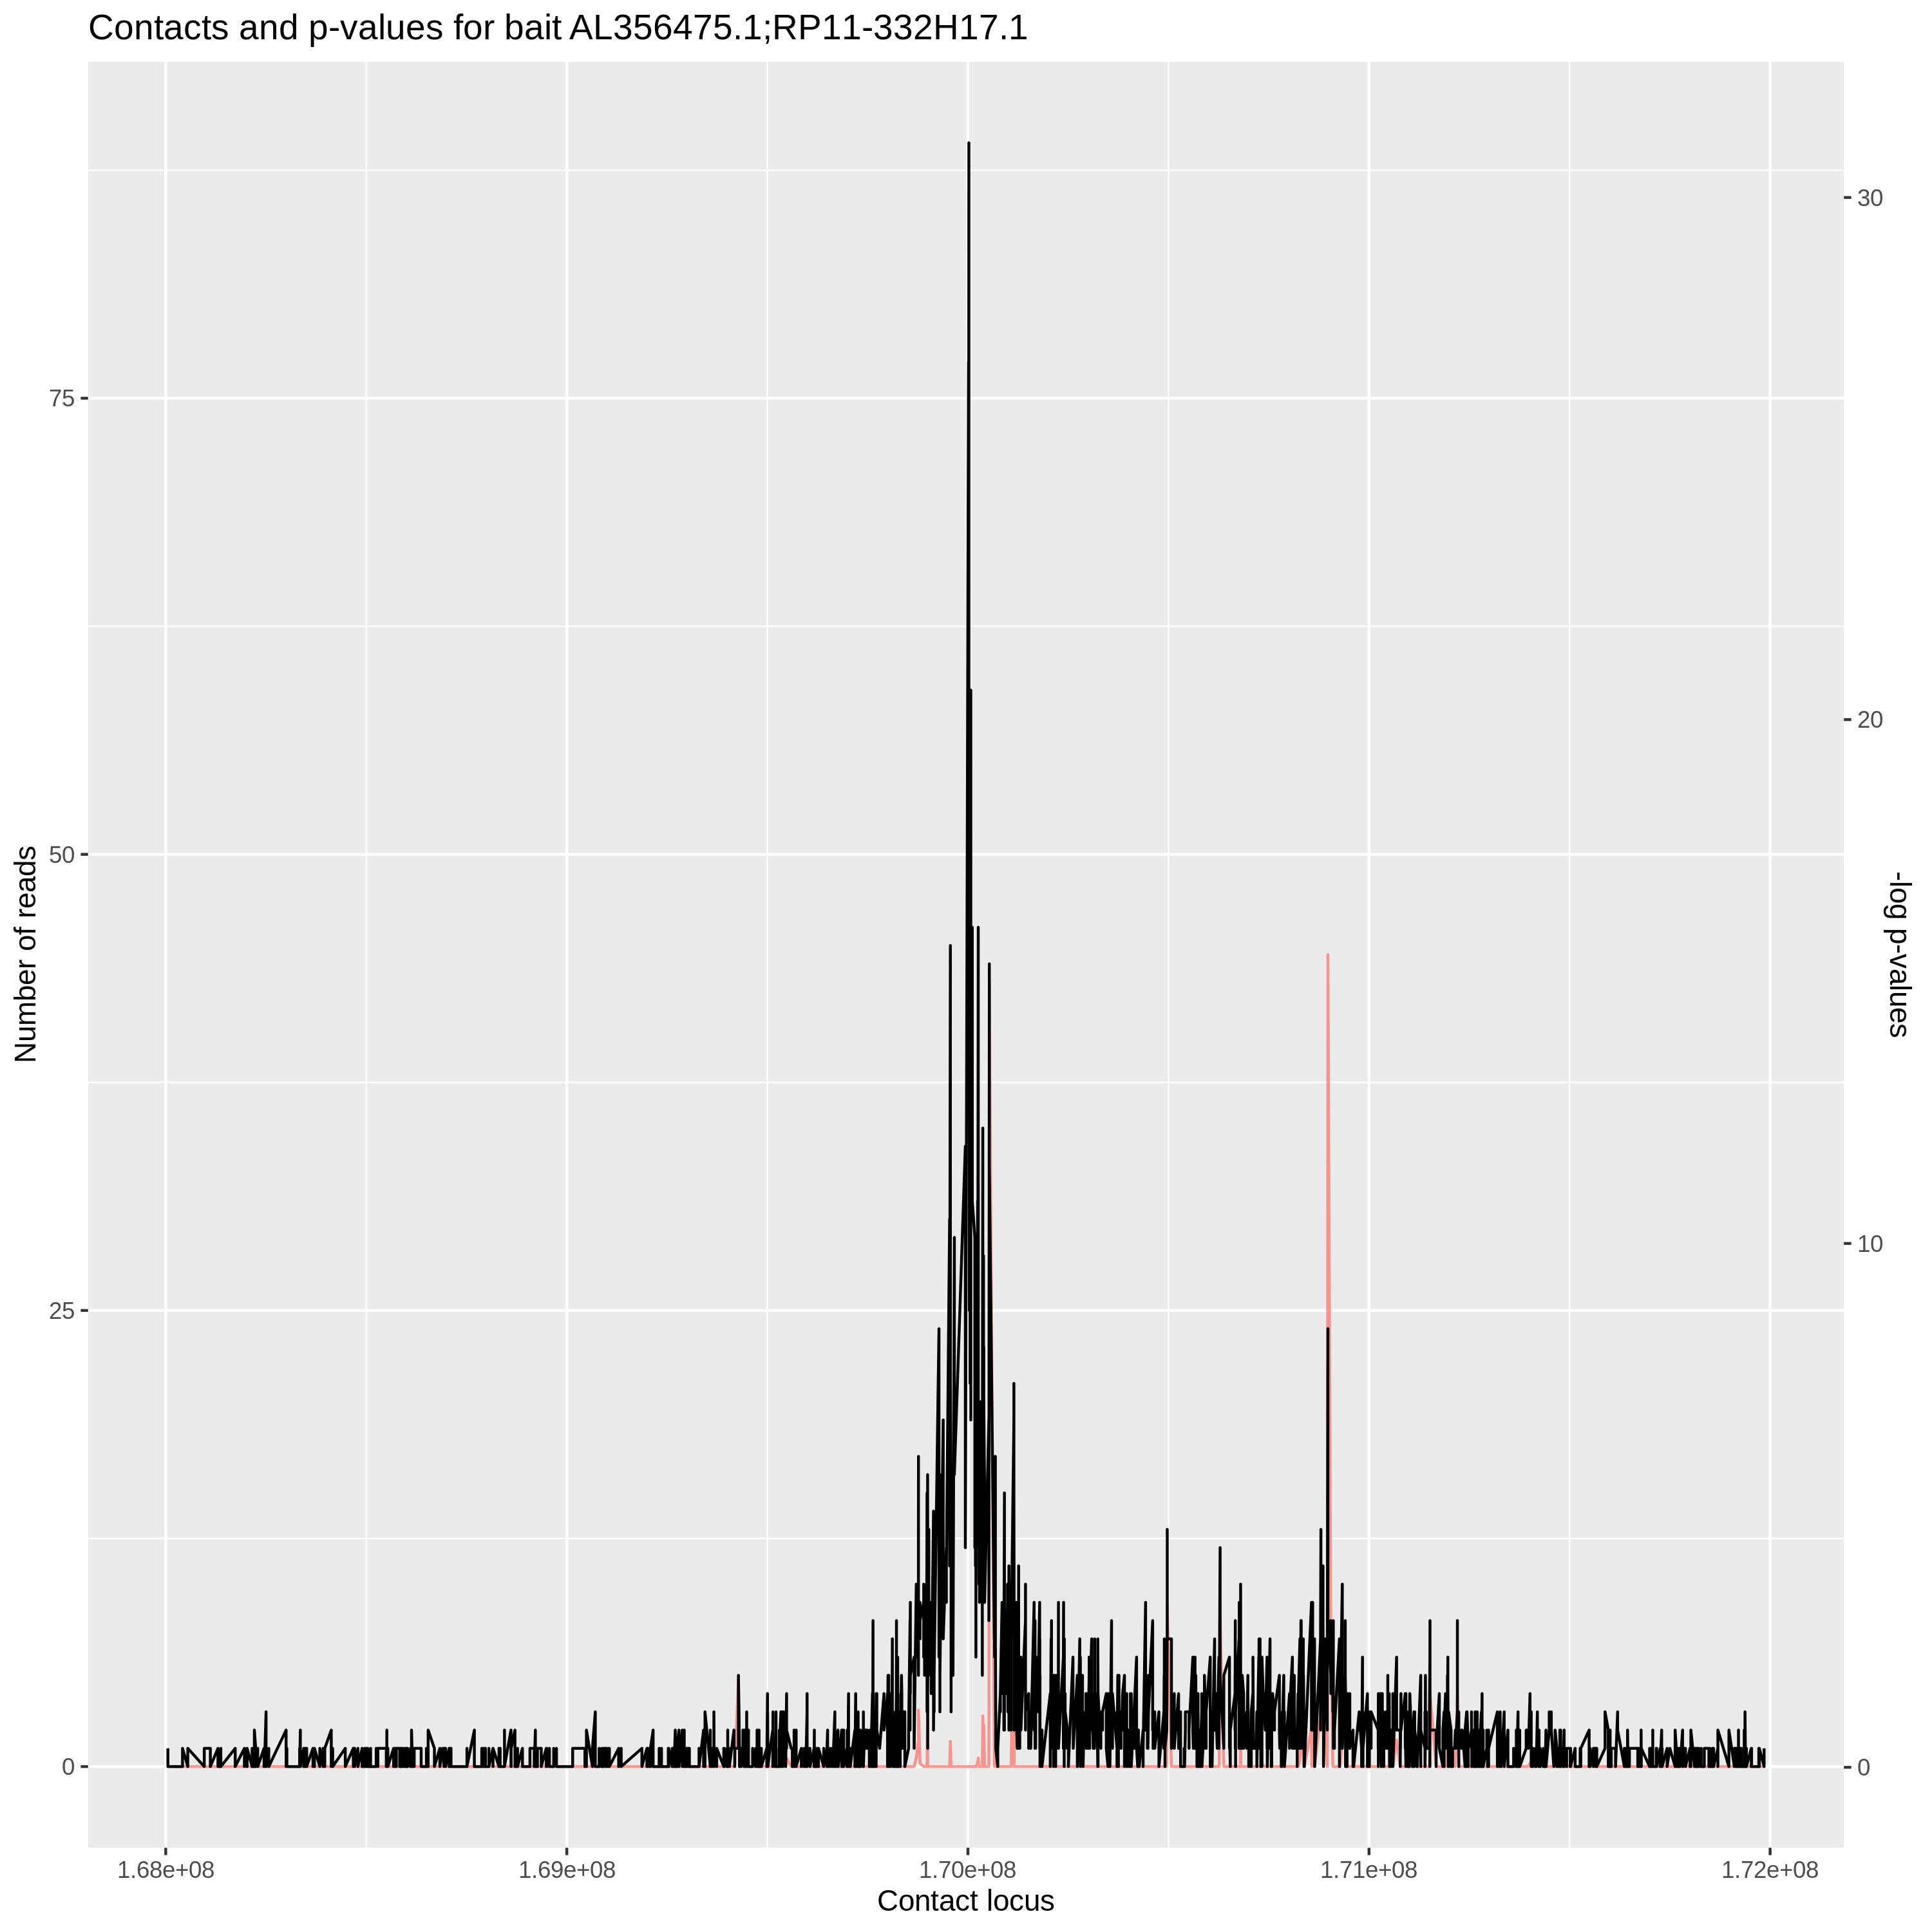 Contacts and p-values for bait AL356475.1;RP11-332H17.1
Number of reads
75
50
25
0
30
20
10
0
-log p-values
1.68e+08
1.69e+08
1.70e+08
1.71e+08
1.72e+08
Contact locus